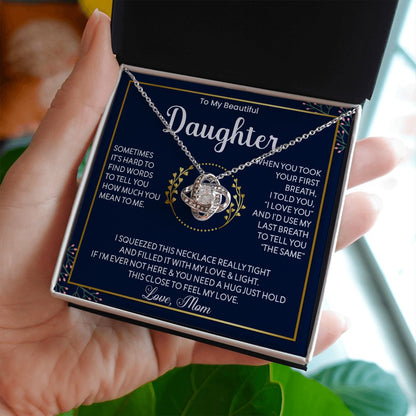 To My Beautiful
Daughter
SOMETIMES
IT'S HARD TO
FIND WORDS
TO TELL YOU
HOW MUCH YOU
MEAN TO ME.
WHEN YOU TOOK
YOUR FIRST
BREATH,
I TOLD YOU,
"I LOVE YOU"
AND I'D USE MY
LAST BREATH
TO TELL YOU
"THE SAME"
I SQUEEZED THIS NECKLACE REALLY TIGHT
AND FILLED IT WITH MY LOVE & LIGHT.
IF I'M EVER NOT HERE & YOU NEED A HUG JUST HOLD
THIS CLOSE TO FEEL MY LOVE.
Love, Mom